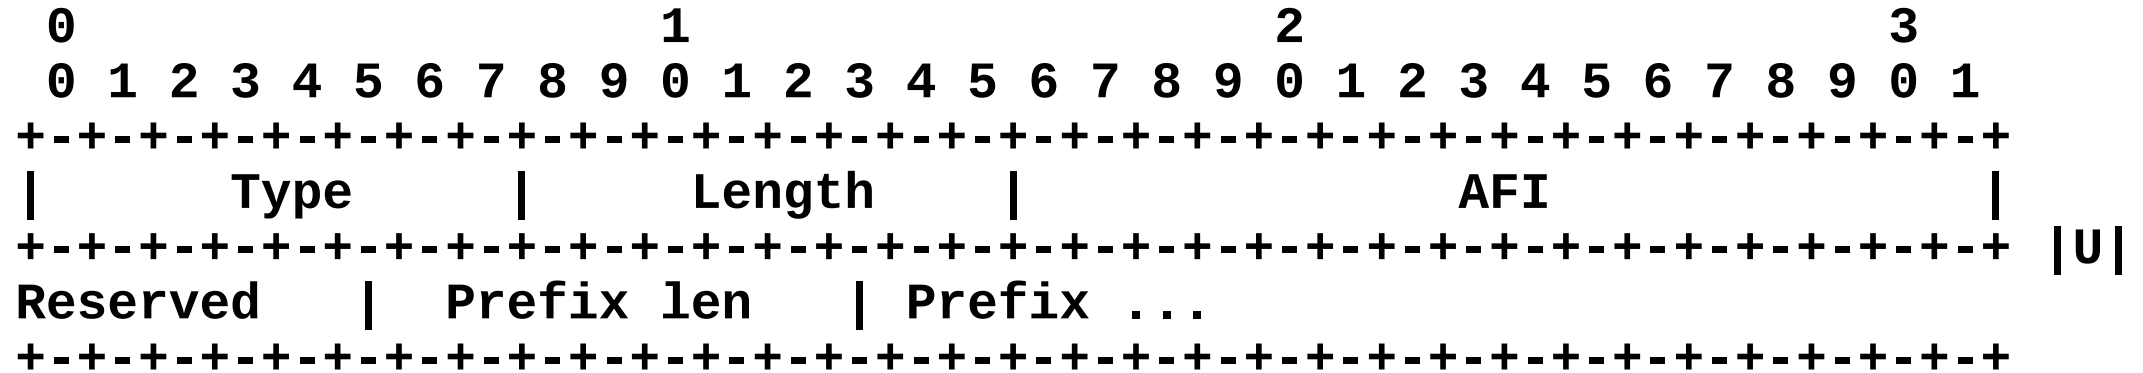 0                   1                   2                   3
 0 1 2 3 4 5 6 7 8 9 0 1 2 3 4 5 6 7 8 9 0 1 2 3 4 5 6 7 8 9 0 1
+-+-+-+-+-+-+-+-+-+-+-+-+-+-+-+-+-+-+-+-+-+-+-+-+-+-+-+-+-+-+-+-+
|      Type     |     Length    |              AFI              |
+-+-+-+-+-+-+-+-+-+-+-+-+-+-+-+-+-+-+-+-+-+-+-+-+-+-+-+-+-+-+-+-+ |U|
Reserved   |  Prefix len   | Prefix ...
+-+-+-+-+-+-+-+-+-+-+-+-+-+-+-+-+-+-+-+-+-+-+-+-+-+-+-+-+-+-+-+-+